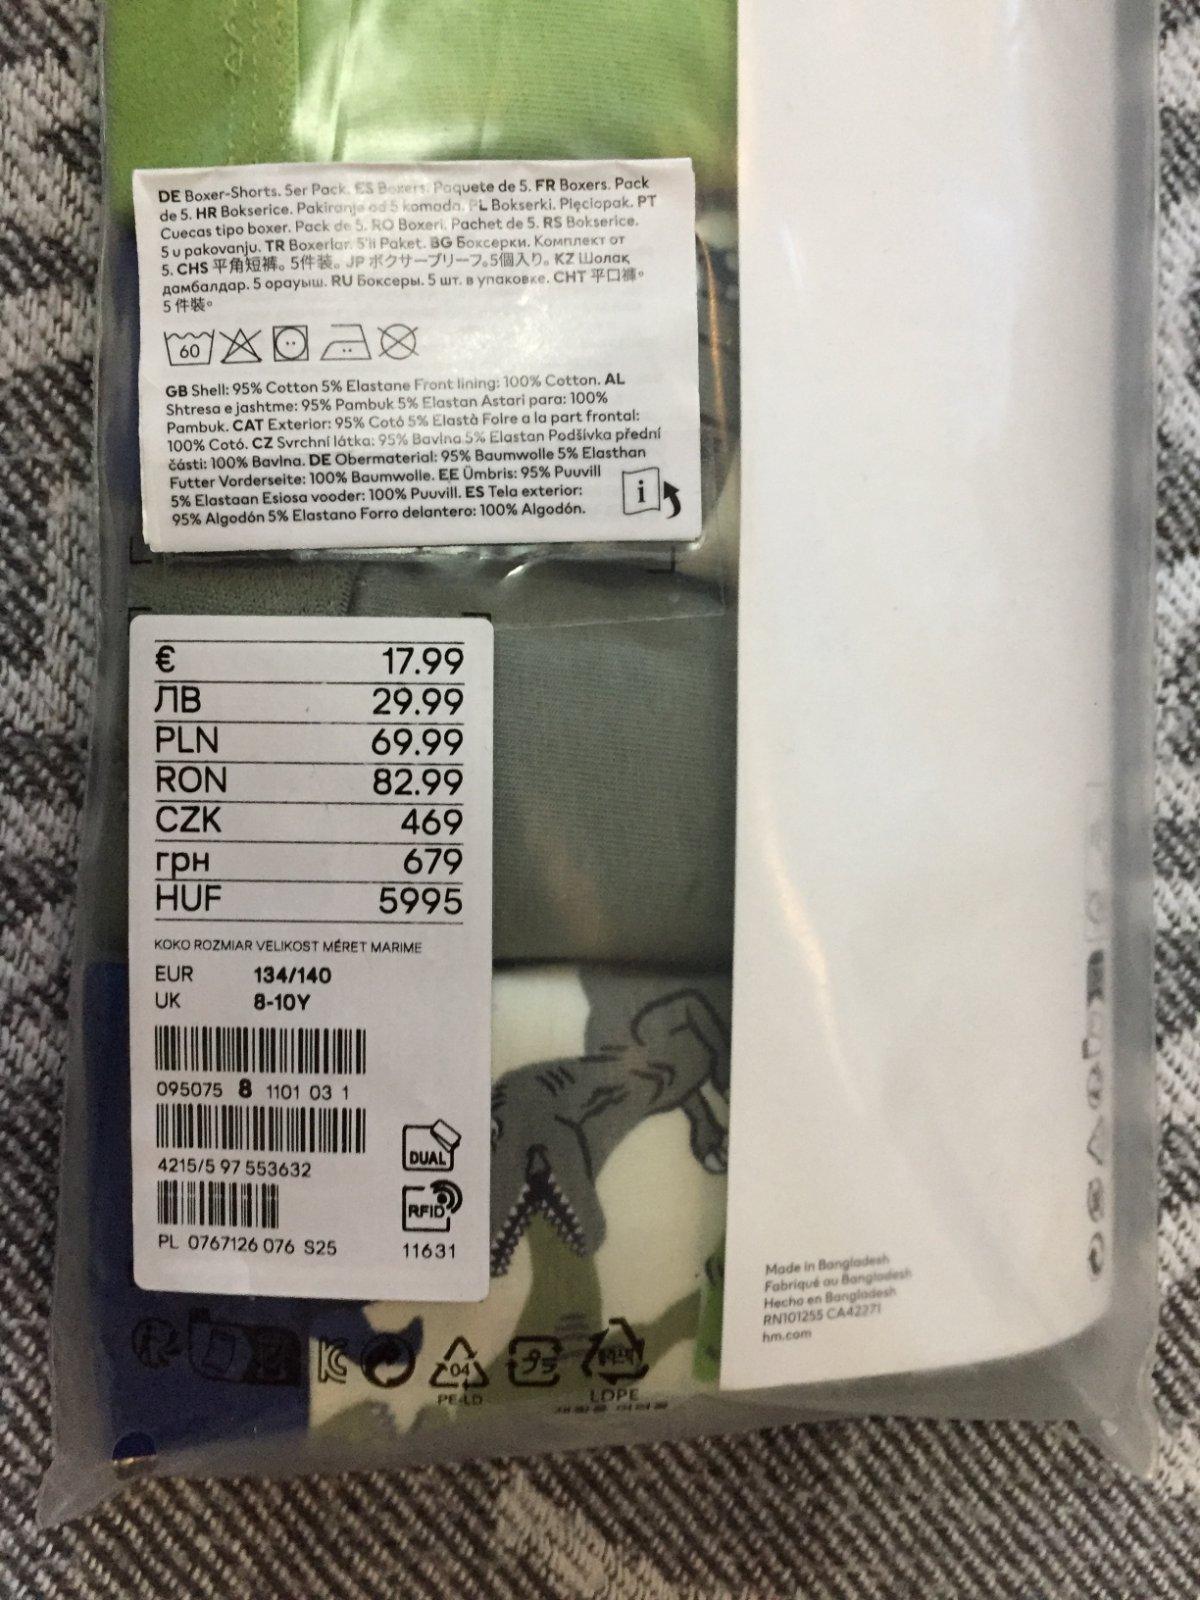 DE Boxer-Shorts. 5er Pack. ES Boxers. Paquete de 5. FR Boxers. Pack
de 5. HR Bokserice. Pakiranje od 5 komada. PL Bokserki. Pięciopak. PT
Cuecas tipo boxer. Pack de 5. RO Boxeri. Pachet de 5. RS Bokserice.
5 u pakovanju. TR Boxerlar. 5'li Paket. BG Боксерки. Комплект от
5. CHS 平角短裤。5件装。JP ボクサーブリーフ。5個入り。KZ Шолақ
дамбалдар. 5 орауыш. RU Боксеры. 5 шт. в упаковке. CHT 平口褲。
5 件裝。
60
GB Shell: 95% Cotton 5% Elastane Front lining: 100% Cotton. AL
Shtresa e jashtme: 95% Pambuk 5% Elastan Astari para: 100%
Pambuk. CAT Exterior: 95% Cotó 5% Elastà Folre a la part frontal:
100% Cotó. CZ Svrchní látka: 95% Bavlna 5% Elastan Podšívka přední
části: 100% Bavlna. DE Obermaterial: 95% Baumwolle 5% Elasthan
Futter Vorderseite: 100% Baumwolle. EE Ümbris: 95% Puuvill
5% Elastaan Esiosa vooder: 100% Puuvill. ES Tela exterior:
95% Algodón 5% Elastano Forro delantero: 100% Algodón.
i
€ 17.99
ЛВ 29.99
PLN 69.99
RON 82.99
CZK 469
грн 679
HUF 5995
KOKO ROZMIAR VELIKOST MÉRET MARIME
EUR 134/140
UK 8-10Y
095075 8 1101 03 1
4215/5 97 553632
DUAL
RFID
PL 0767126 076 S25
11631
Made in Bangladesh
Fabriqué au Bangladesh
Hecho en Bangladesh
RN101255 CA42271
hm.com
04
PE-LD
プラ
LDPE